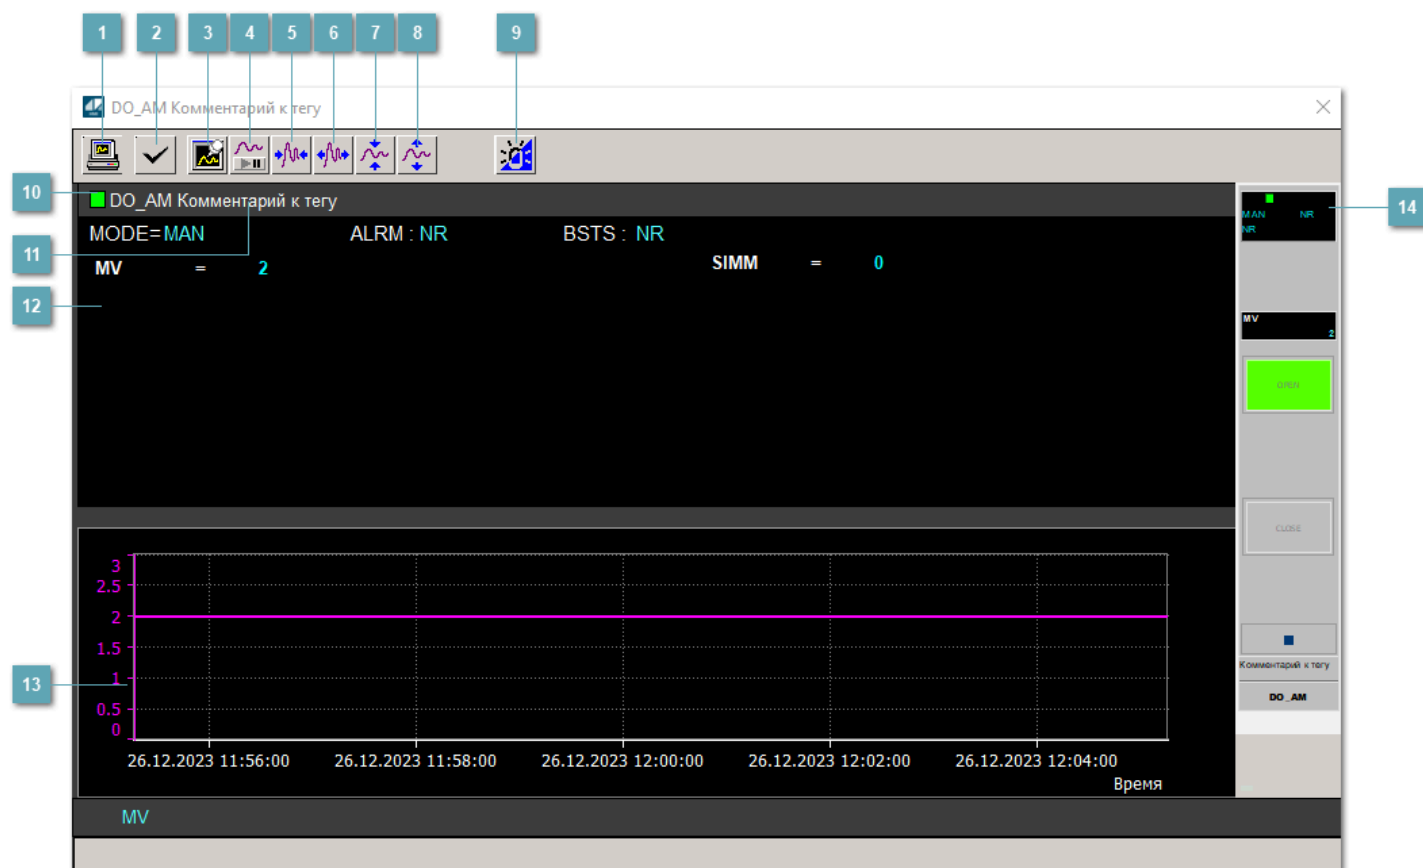 1 2 3 4 5 6 7 8 9
DO_AM Комментарий к тегу
10
DO_AM Комментарий к тегу
MODE=MAN ALRM : NR BSTS : NR
11
MV = 2 SIMM = 0
12
MAN NR
NR
14
MV
2
OPEN
CLOSE
Комментарий к тегу
DO_AM
13
3
2.5
2
1.5
1
0.5
0
26.12.2023 11:56:00 26.12.2023 11:58:00 26.12.2023 12:00:00 26.12.2023 12:02:00 26.12.2023 12:04:00
Время
MV